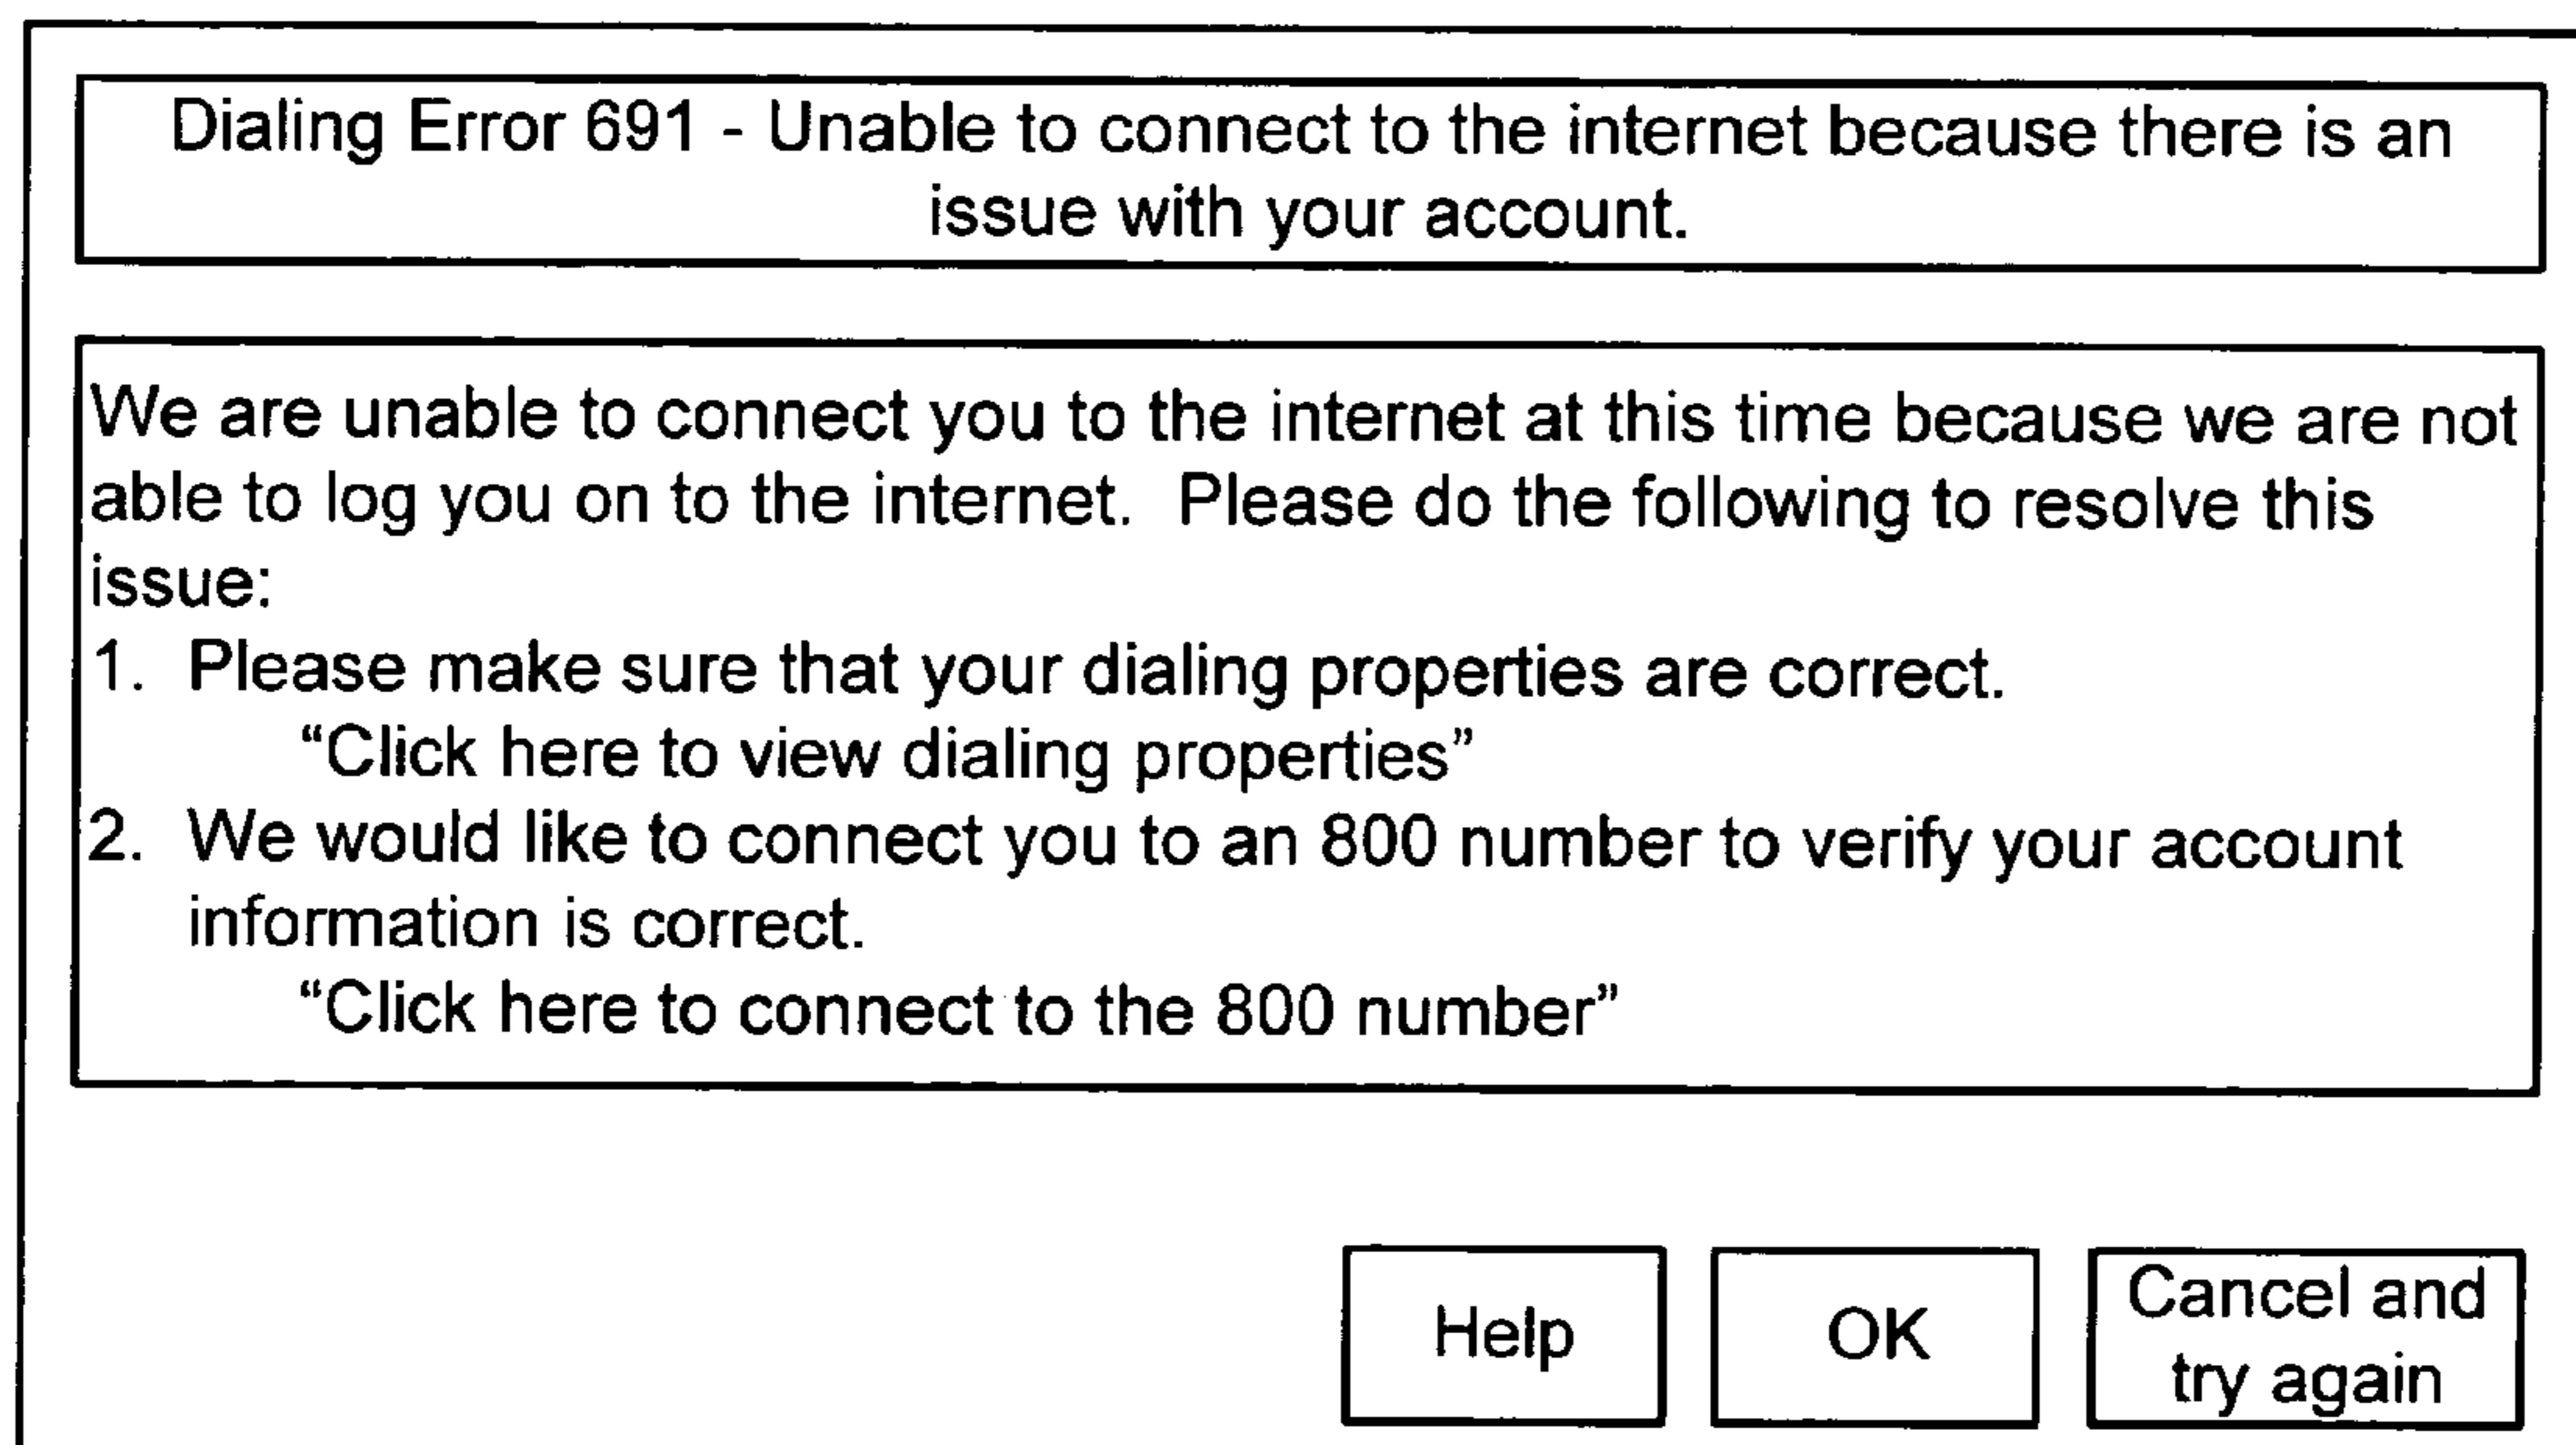 Dialing Error 691 - Unable to connect to the internet because there is an
issue with your account.
We are unable to connect you to the internet at this time because we are not
able to log you on to the internet.  Please do the following to resolve this
issue:
1. Please make sure that your dialing properties are correct.
“Click here to view dialing properties”
2. We would like to connect you to an 800 number to verify your account
information is correct.
“Click here to connect to the 800 number”
Help
OK
Cancel and
try again